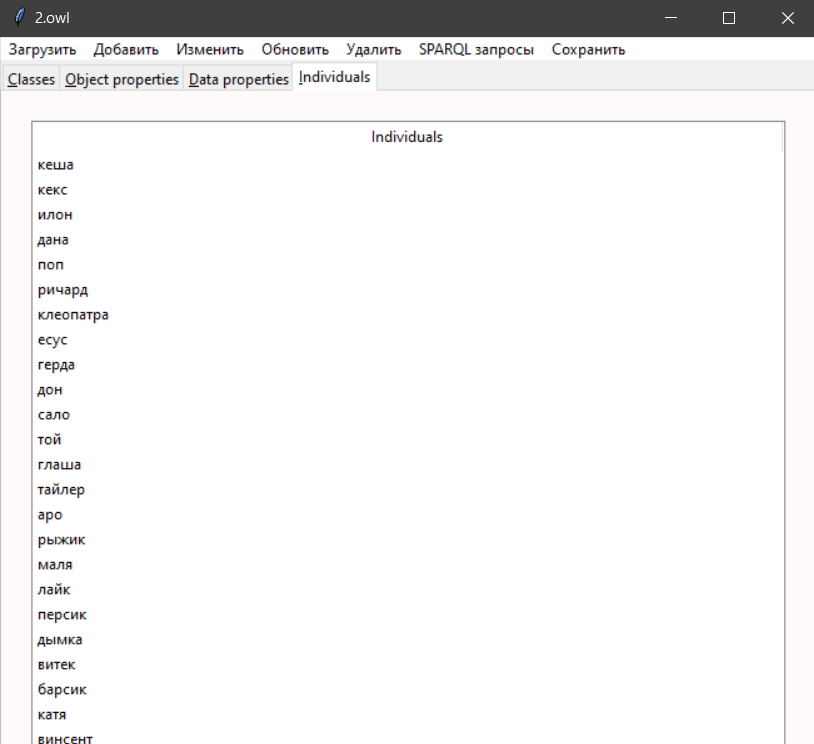 2.owl
Загрузить Добавить Изменить Обновить Удалить SPARQL запросы Сохранить
Classes Object properties Data properties Individuals
Individuals
кеша
кекс
илон
дана
поп
ричард
клеопатра
есус
герда
дон
сало
той
глаша
тайлер
аро
рыжик
маля
лайк
персик
дымка
витек
барсик
катя
винсент